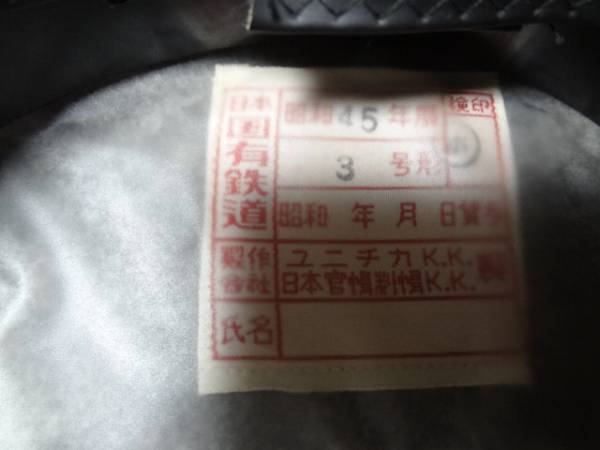 日本国有鉄道
昭和45年度
検印
3 号形
昭和 年 月 日貸与
製作会社
ユニチカK.K.
日本官帽制帽K.K.
製
氏名